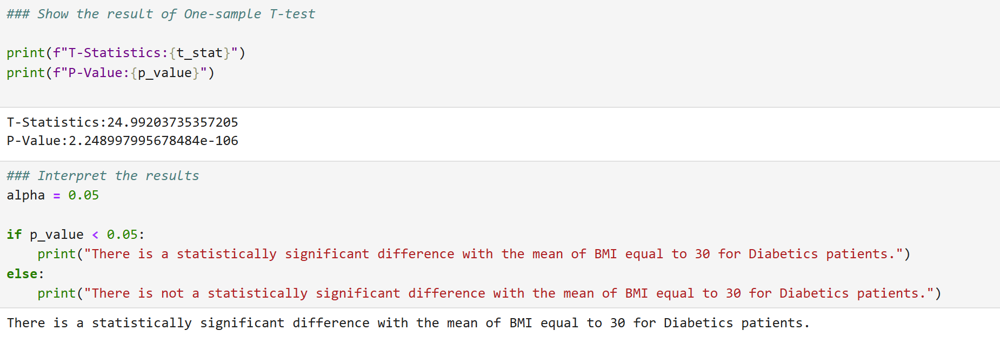 ### Show the result of One-sample T-test
print(f"T-Statistics:{t_stat}")
print(f"P-Value:{p_value}")
T-Statistics:24.99203735357205
P-Value:2.248997995678484e-106
### Interpret the results
alpha = 0.05
if p_value < 0.05:
    print("There is a statistically significant difference with the mean of BMI equal to 30 for Diabetics patients.")
else:
    print("There is not a statistically significant difference with the mean of BMI equal to 30 for Diabetics patients.")
There is a statistically significant difference with the mean of BMI equal to 30 for Diabetics patients.